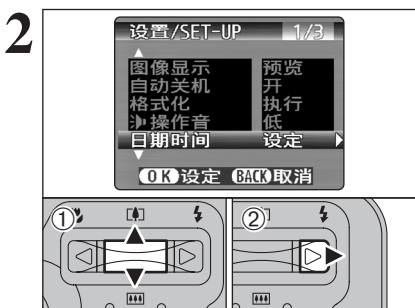 2
设置/SET-UP 1/3
图像显示 预览
自动关机 开
格式化 执行
操作音 低
日期时间 设定
OK 设定 BACK 取消
① ②